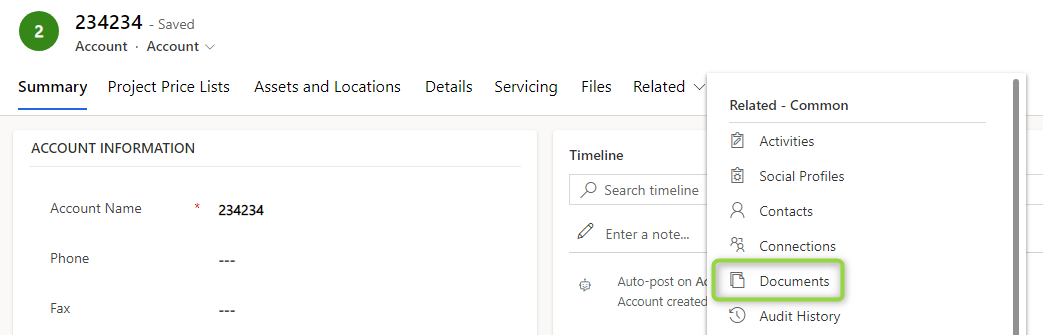 2
234234 - Saved
Account · Account
Summary Project Price Lists Assets and Locations Details Servicing Files Related
ACCOUNT INFORMATION
Account Name * 234234
Phone ---
Fax ---
Timeline
Search timeline
Enter a note...
Auto-post on
Account created
Related - Common
Activities
Social Profiles
Contacts
Connections
Documents
Audit History